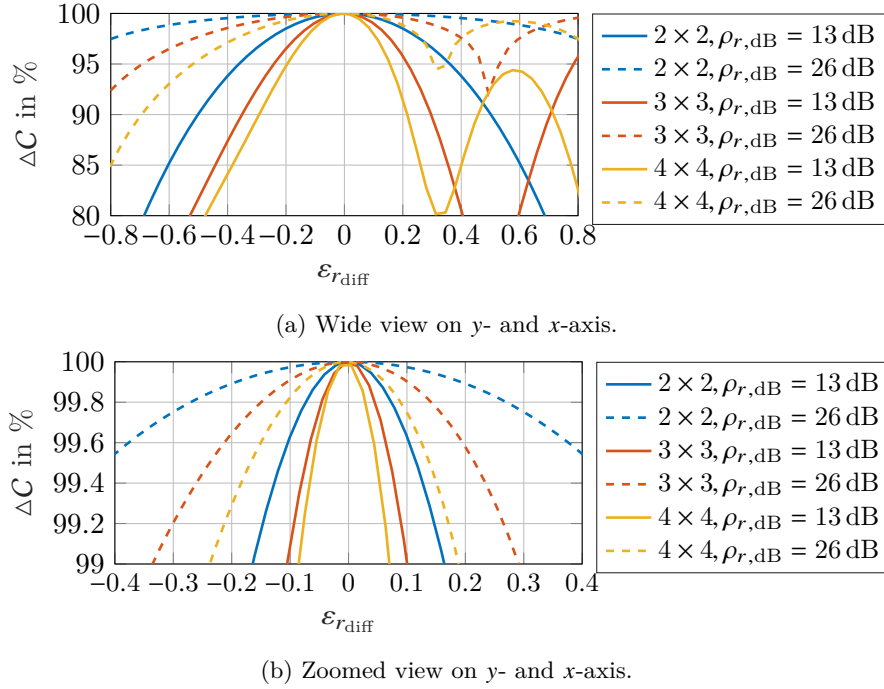 100
95
90
85
80
ΔC in %
−0.8 −0.6 −0.4 −0.2 0 0.2 0.4 0.6 0.8
ε_{r_{diff}}
2 × 2, ρ_{r,dB} = 13 dB
2 × 2, ρ_{r,dB} = 26 dB
3 × 3, ρ_{r,dB} = 13 dB
3 × 3, ρ_{r,dB} = 26 dB
4 × 4, ρ_{r,dB} = 13 dB
4 × 4, ρ_{r,dB} = 26 dB
(a) Wide view on y- and x-axis.
100
99.8
99.6
99.4
99.2
99
ΔC in %
−0.4 −0.3 −0.2 −0.1 0 0.1 0.2 0.3 0.4
ε_{r_{diff}}
2 × 2, ρ_{r,dB} = 13 dB
2 × 2, ρ_{r,dB} = 26 dB
3 × 3, ρ_{r,dB} = 13 dB
3 × 3, ρ_{r,dB} = 26 dB
4 × 4, ρ_{r,dB} = 13 dB
4 × 4, ρ_{r,dB} = 26 dB
(b) Zoomed view on y- and x-axis.